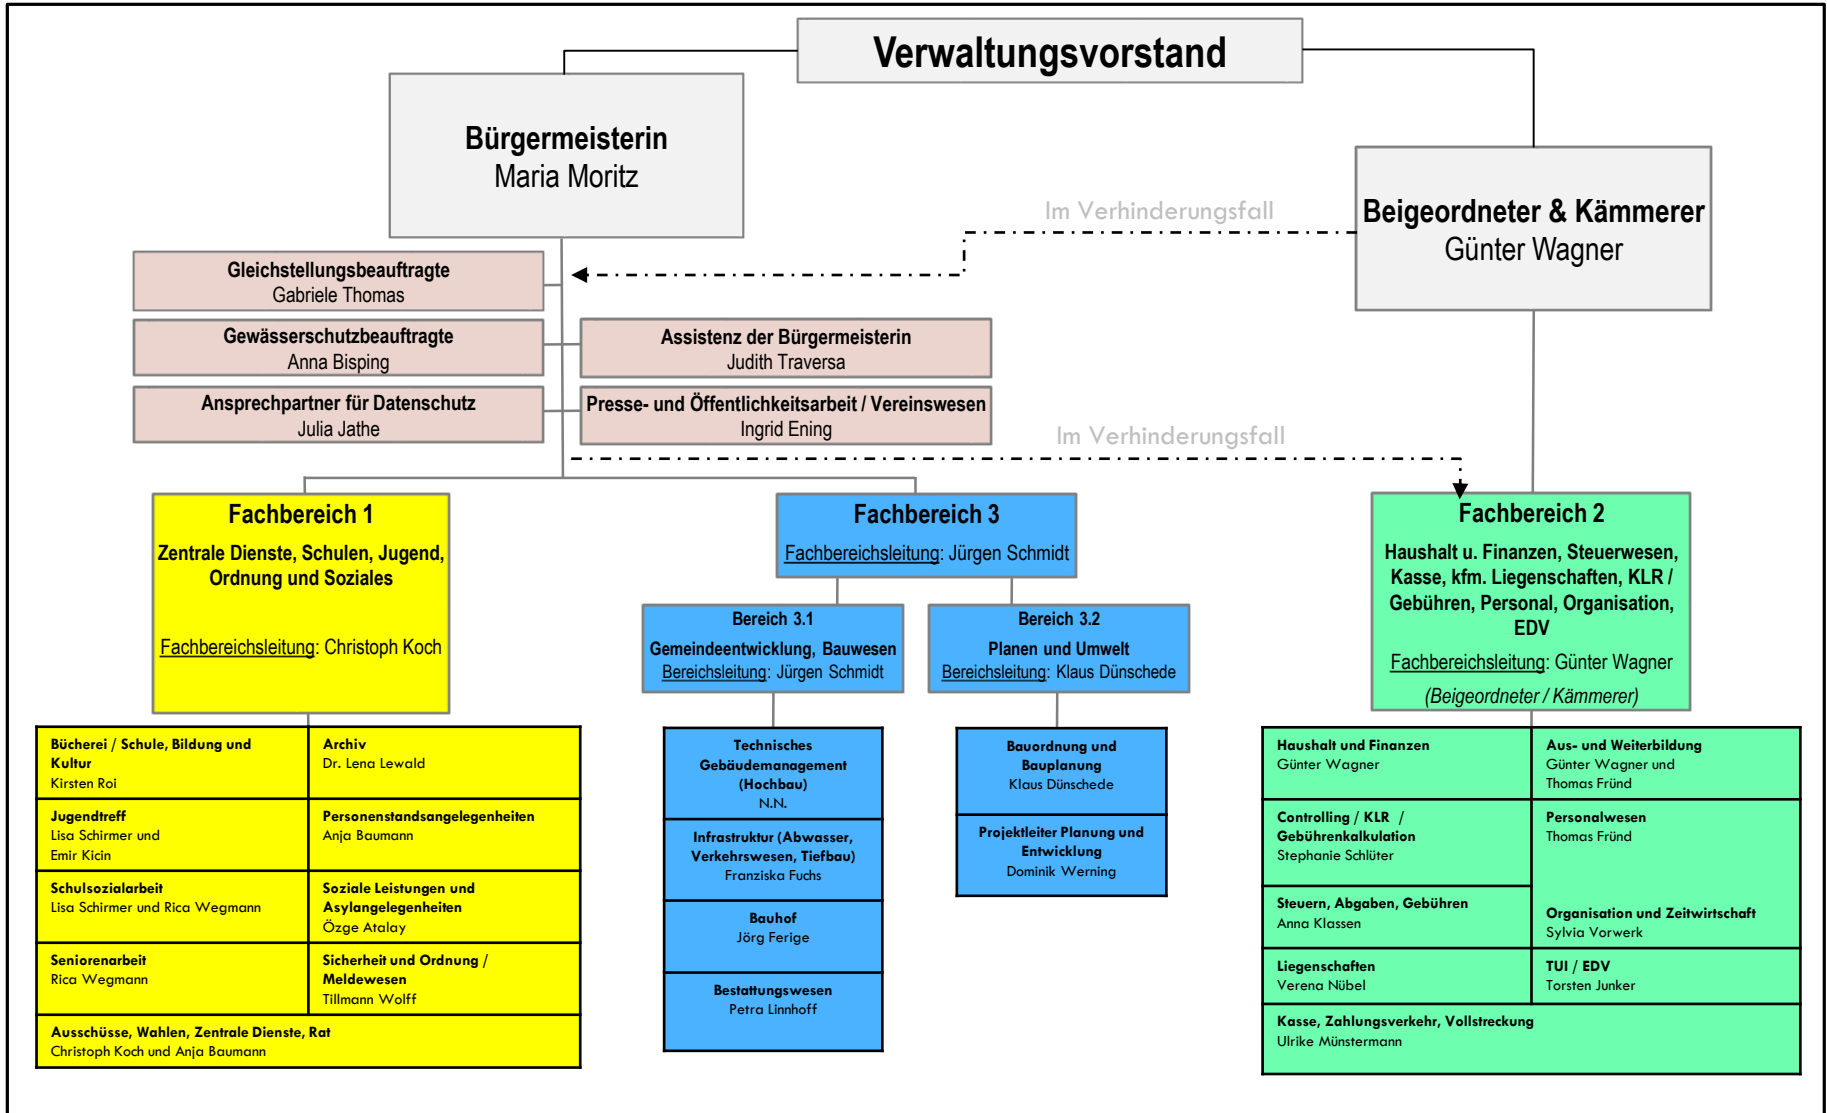 Verwaltungsvorstand
Bürgermeisterin
Maria Moritz
Beigeordneter & Kämmerer
Günter Wagner
Im Verhinderungsfall
Gleichstellungsbeauftragte
Gabriele Thomas
Gewässerschutzbeauftragte
Anna Bisping
Assistenz der Bürgermeisterin
Judith Traversa
Ansprechpartner für Datenschutz
Julia Jathe
Presse- und Öffentlichkeitsarbeit / Vereinswesen
Ingrid Ening
Im Verhinderungsfall
Fachbereich 1
Zentrale Dienste, Schulen, Jugend,
Ordnung und Soziales
Fachbereichsleitung: Christoph Koch
Bücherei / Schule, Bildung und
Kultur
Kirsten Roi
Archiv
Dr. Lena Lewald
Jugendtreff
Lisa Schirmer und
Emir Kicin
Personenstandsangelegenheiten
Anja Baumann
Schulsozialarbeit
Lisa Schirmer und Rica Wegmann
Soziale Leistungen und
Asylangelegenheiten
Özge Atalay
Seniorenarbeit
Rica Wegmann
Sicherheit und Ordnung /
Meldewesen
Tillmann Wolff
Ausschüsse, Wahlen, Zentrale Dienste, Rat
Christoph Koch und Anja Baumann
Fachbereich 3
Fachbereichsleitung: Jürgen Schmidt
Bereich 3.1
Gemeindeentwicklung, Bauwesen
Bereichsleitung: Jürgen Schmidt
Technisches
Gebäudemanagement
(Hochbau)
N.N.
Infrastruktur (Abwasser,
Verkehrswesen, Tiefbau)
Franziska Fuchs
Bauhof
Jörg Ferige
Bestattungswesen
Petra Linnhoff
Bereich 3.2
Planen und Umwelt
Bereichsleitung: Klaus Dünschede
Bauordnung und
Bauplanung
Klaus Dünschede
Projektleiter Planung und
Entwicklung
Dominik Werning
Fachbereich 2
Haushalt u. Finanzen, Steuerwesen,
Kasse, kfm. Liegenschaften, KLR /
Gebühren, Personal, Organisation,
EDV
Fachbereichsleitung: Günter Wagner
(Beigeordneter / Kämmerer)
Haushalt und Finanzen
Günter Wagner
Aus- und Weiterbildung
Günter Wagner und
Thomas Fründ
Controlling / KLR /
Gebührenkalkulation
Stephanie Schlüter
Personalwesen
Thomas Fründ
Steuern, Abgaben, Gebühren
Anna Klassen
Organisation und Zeitwirtschaft
Sylvia Vorwerk
Liegenschaften
Verena Nübel
TUI / EDV
Torsten Junker
Kasse, Zahlungsverkehr, Vollstreckung
Ulrike Münstermann